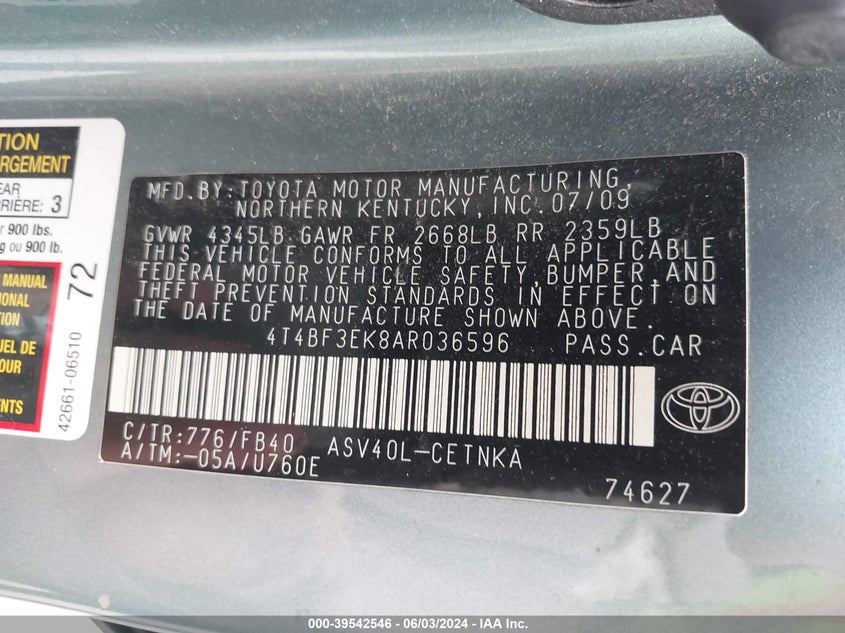 TION
RGEMENT
EAR
RRIÈRE: 3
r 900 lbs.
g ou 900 lb.
MANUAL
TIONAL
TION
UEL DE
OUR
ENTS
42661-06510 72
MFD.BY:TOYOTA MOTOR MANUFACTURING,
NORTHERN KENTUCKY,INC.07/09
GVWR 4345LB GAWR FR 2668LB RR 2359LB
THIS VEHICLE CONFORMS TO ALL APPLICABLE
FEDERAL MOTOR VEHICLE SAFETY,BUMPER,AND
THEFT PREVENTION STANDARDS IN EFFECT ON
THE DATE OF MANUFACTURE SHOWN ABOVE.
4T4BF3EK8AR036596 PASS.CAR
C/TR:776/FB40 ASV40L-CETNKA
A/TM:-05A/U760E
74627
000-39542546 - 06/03/2024 - IAA Inc.